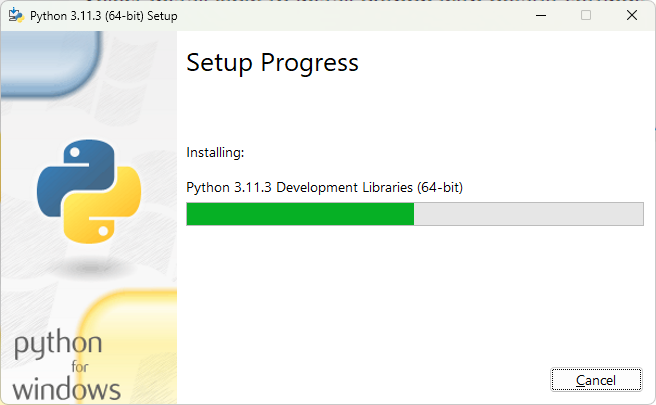 Python 3.11.3 (64-bit) Setup
Setup Progress
Installing:
Python 3.11.3 Development Libraries (64-bit)
python
for
windows
Cancel